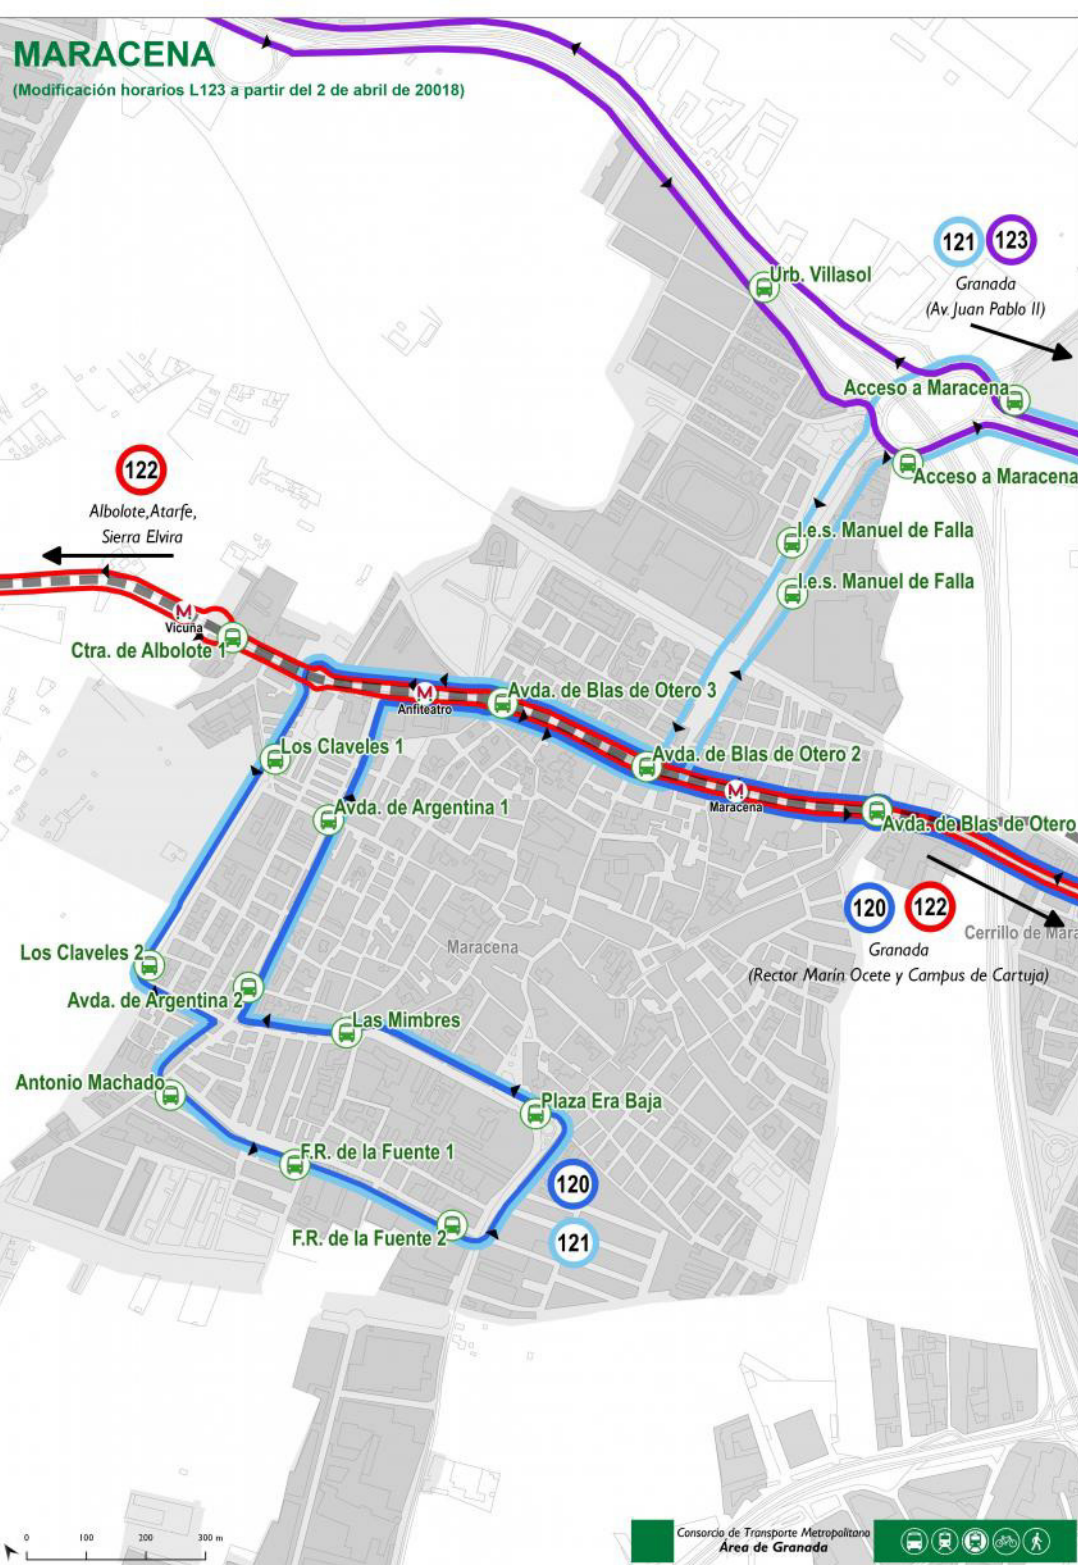 MARACENA
(Modificación horarios L123 a partir del 2 de abril de 20018)
121 123
Granada
(Av. Juan Pablo II)
Urb. Villasol
Acceso a Maracena
Acceso a Maracena
122
Albolote,Atarfe,
Sierra Elvira
I.e.s. Manuel de Falla
I.e.s. Manuel de Falla
M
Vicuña
Ctra. de Albolote 1
M
Anfiteatro
Avda. de Blas de Otero 3
Los Claveles 1
Avda. de Blas de Otero 2
M
Maracena
Avda. de Argentina 1
Avda. de Blas de Otero
120 122
Granada
(Rector Marín Ocete y Campus de Cartuja)
Cerrillo de Mara
Maracena
Los Claveles 2
Avda. de Argentina 2
Las Mimbres
Antonio Machado
Plaza Era Baja
F.R. de la Fuente 1
120
F.R. de la Fuente 2
121
0 100 200 300 m
Consorcio de Transporte Metropolitano
Área de Granada